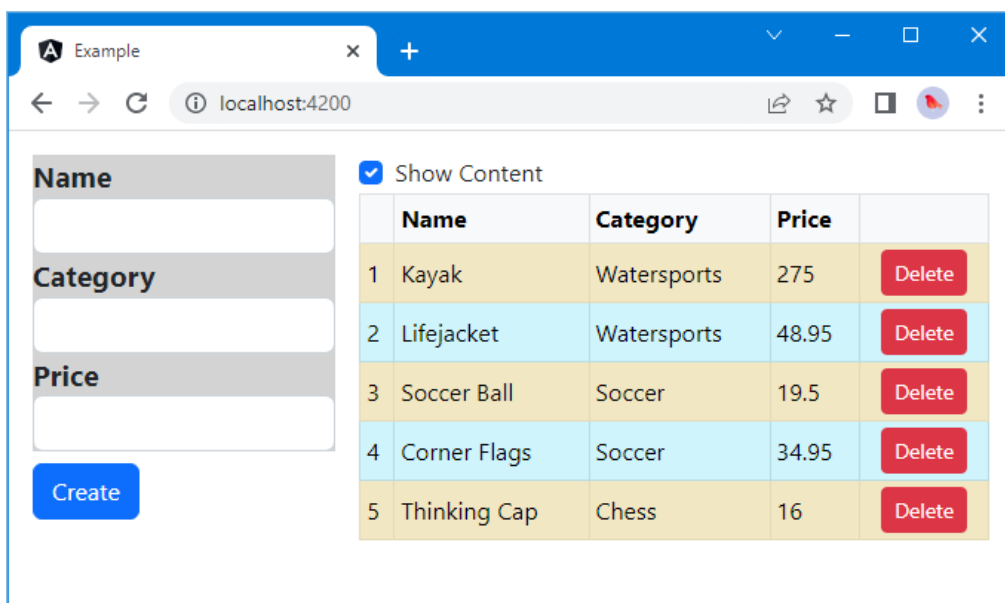 Example
localhost:4200
Name
Category
Price
Create
Show Content
Name Category Price
1 Kayak Watersports 275 Delete
2 Lifejacket Watersports 48.95 Delete
3 Soccer Ball Soccer 19.5 Delete
4 Corner Flags Soccer 34.95 Delete
5 Thinking Cap Chess 16 Delete